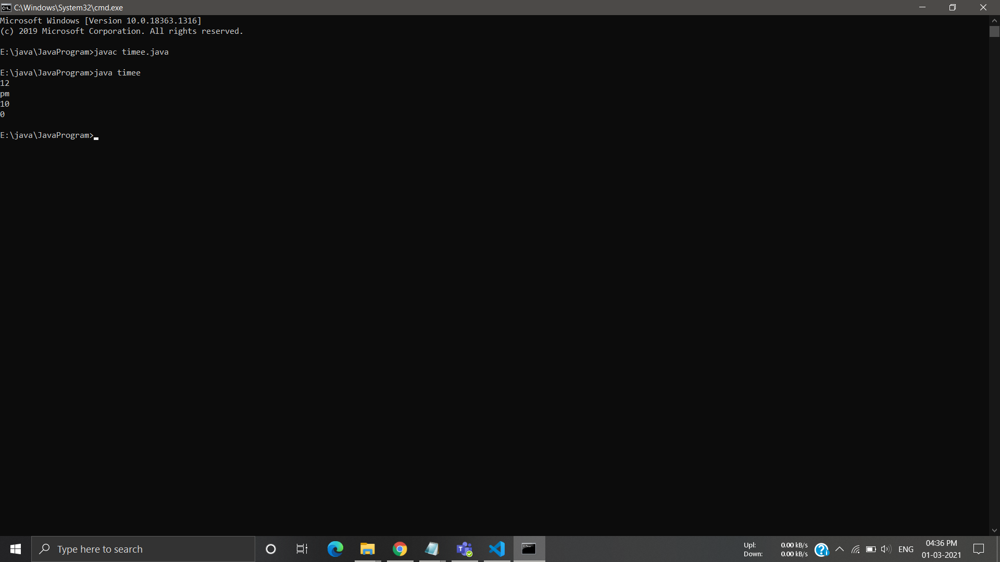 C:\Windows\System32\cmd.exe
Microsoft Windows [Version 10.0.18363.1316]
(c) 2019 Microsoft Corporation. All rights reserved.
E:\java\JavaProgram>javac timee.java
E:\java\JavaProgram>java timee
12
pm
10
0
E:\java\JavaProgram>
Type here to search
Upl: 0.00 kB/s
Down: 0.00 kB/s
ENG
04:36 PM
01-03-2021